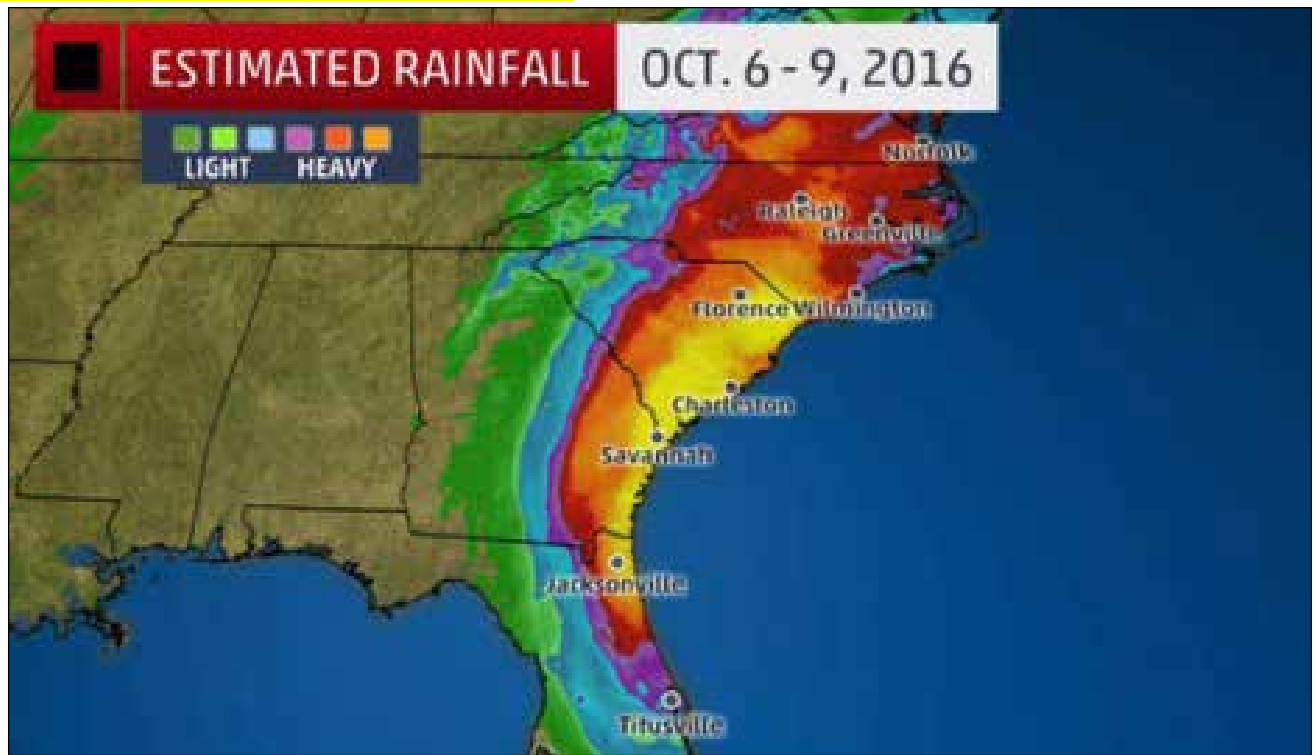 ESTIMATED RAINFALL
OCT. 6 - 9, 2016
LIGHT HEAVY
Norfolk
Raleigh
Greenville
Florence Wilmington
Charleston
Savannah
Jacksonville
Titusville